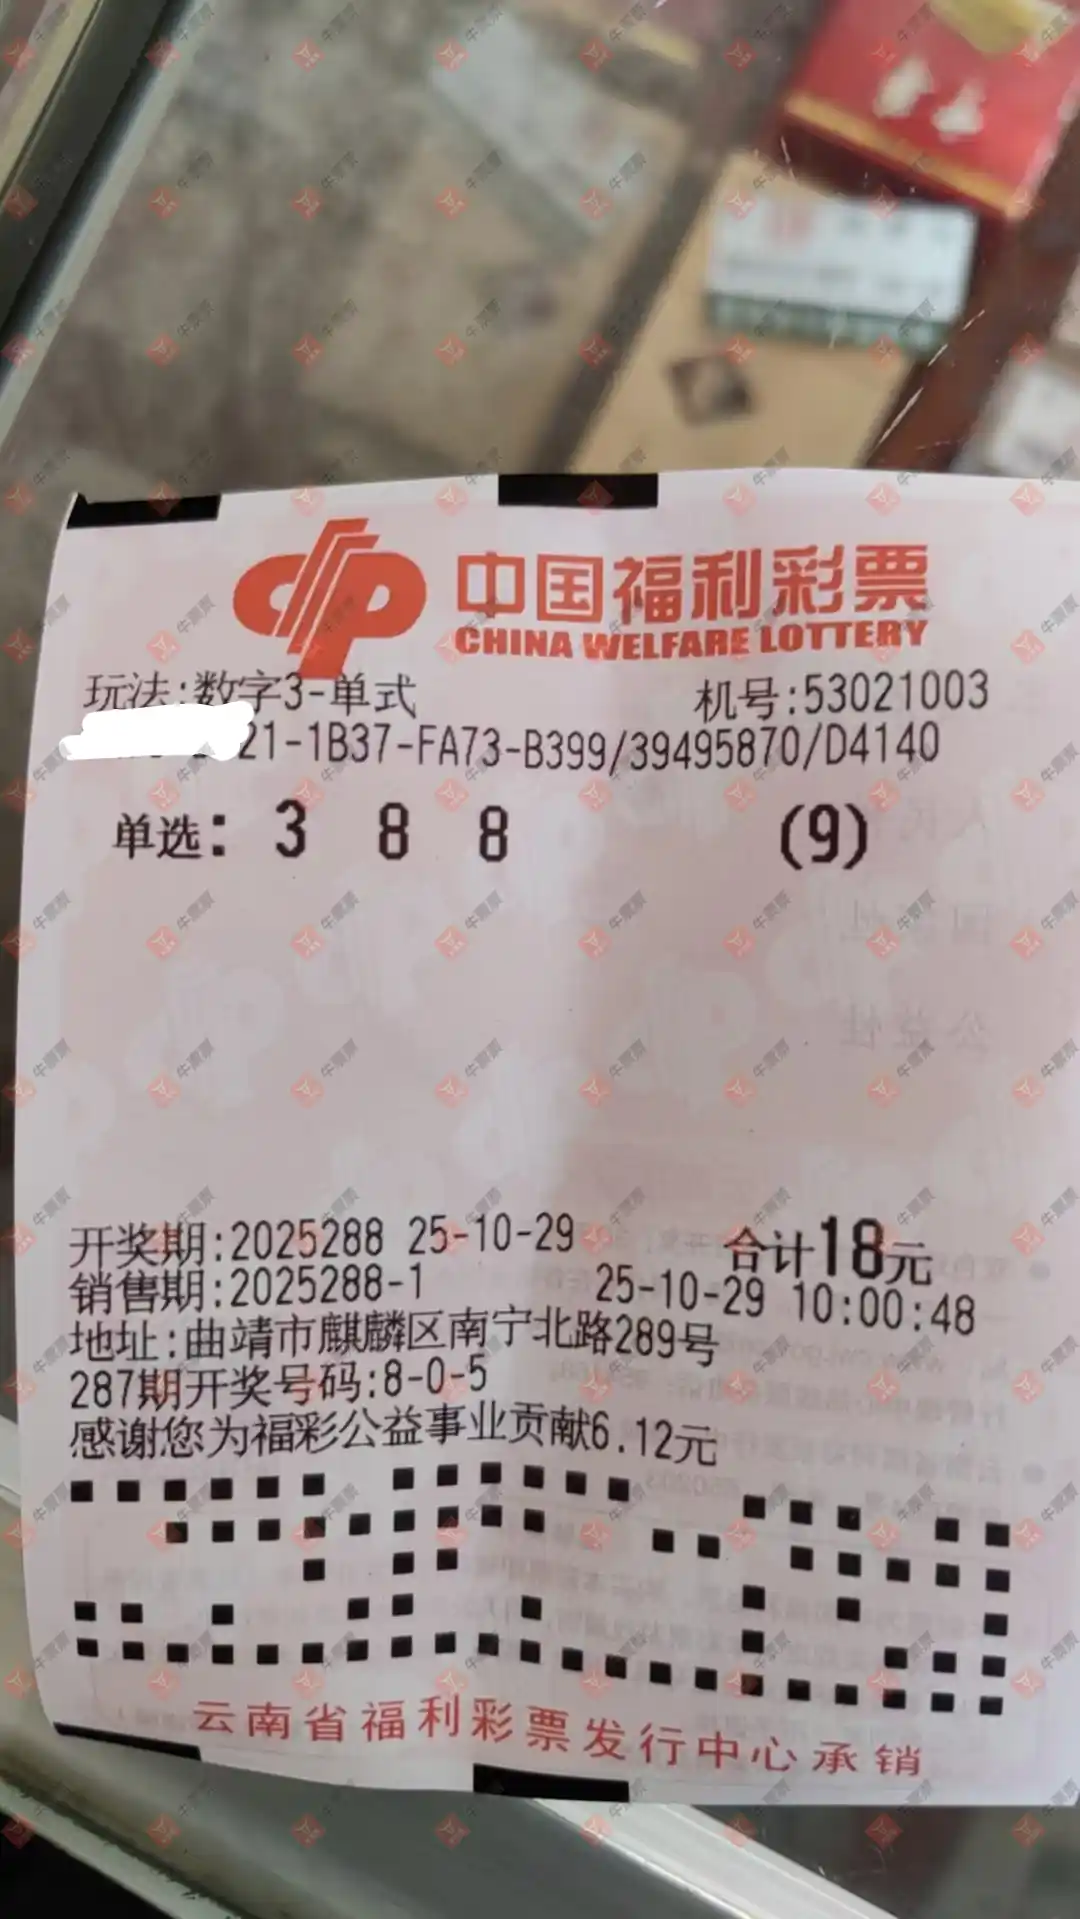 中国福利彩票
CHINA WELFARE LOTTERY
玩法:数字3-单式 机号:53021003
21-1B37-FA73-B399/39495870/D4140
单选: 3 8 8 (9)
开奖期:2025288 25-10-29 合计18元
销售期:2025288-1 25-10-29 10:00:48
地址:曲靖市麒麟区南宁北路289号
287期开奖号码:8-0-5
感谢您为福彩公益事业贡献6.12元
云南省福利彩票发行中心承销
牛票票